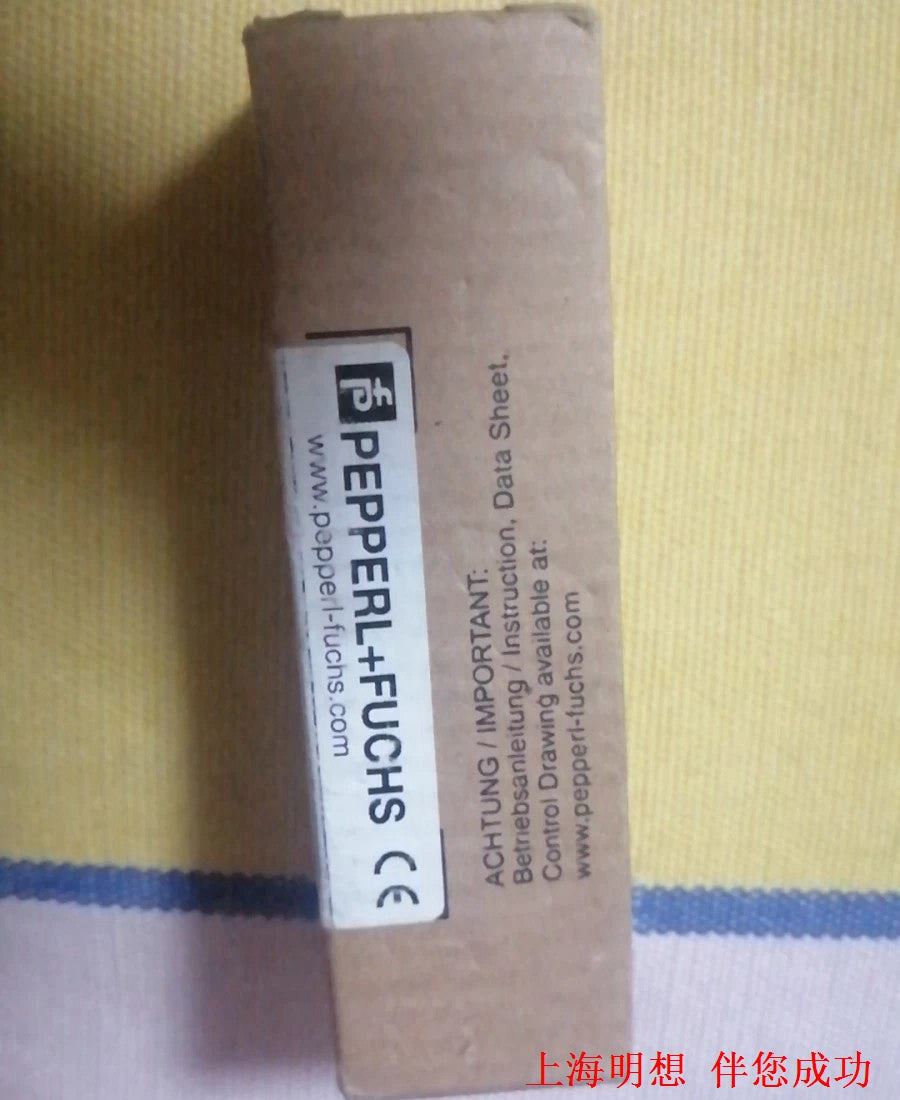 PEPPERL+FUCHS CE
www.pepperl-fuchs.com
ACHTUNG / IMPORTANT:
Betriebsanleitung / Instruction, Data Sheet,
Control Drawing available at:
www.pepperl-fuchs.com
上海明想 伴您成功